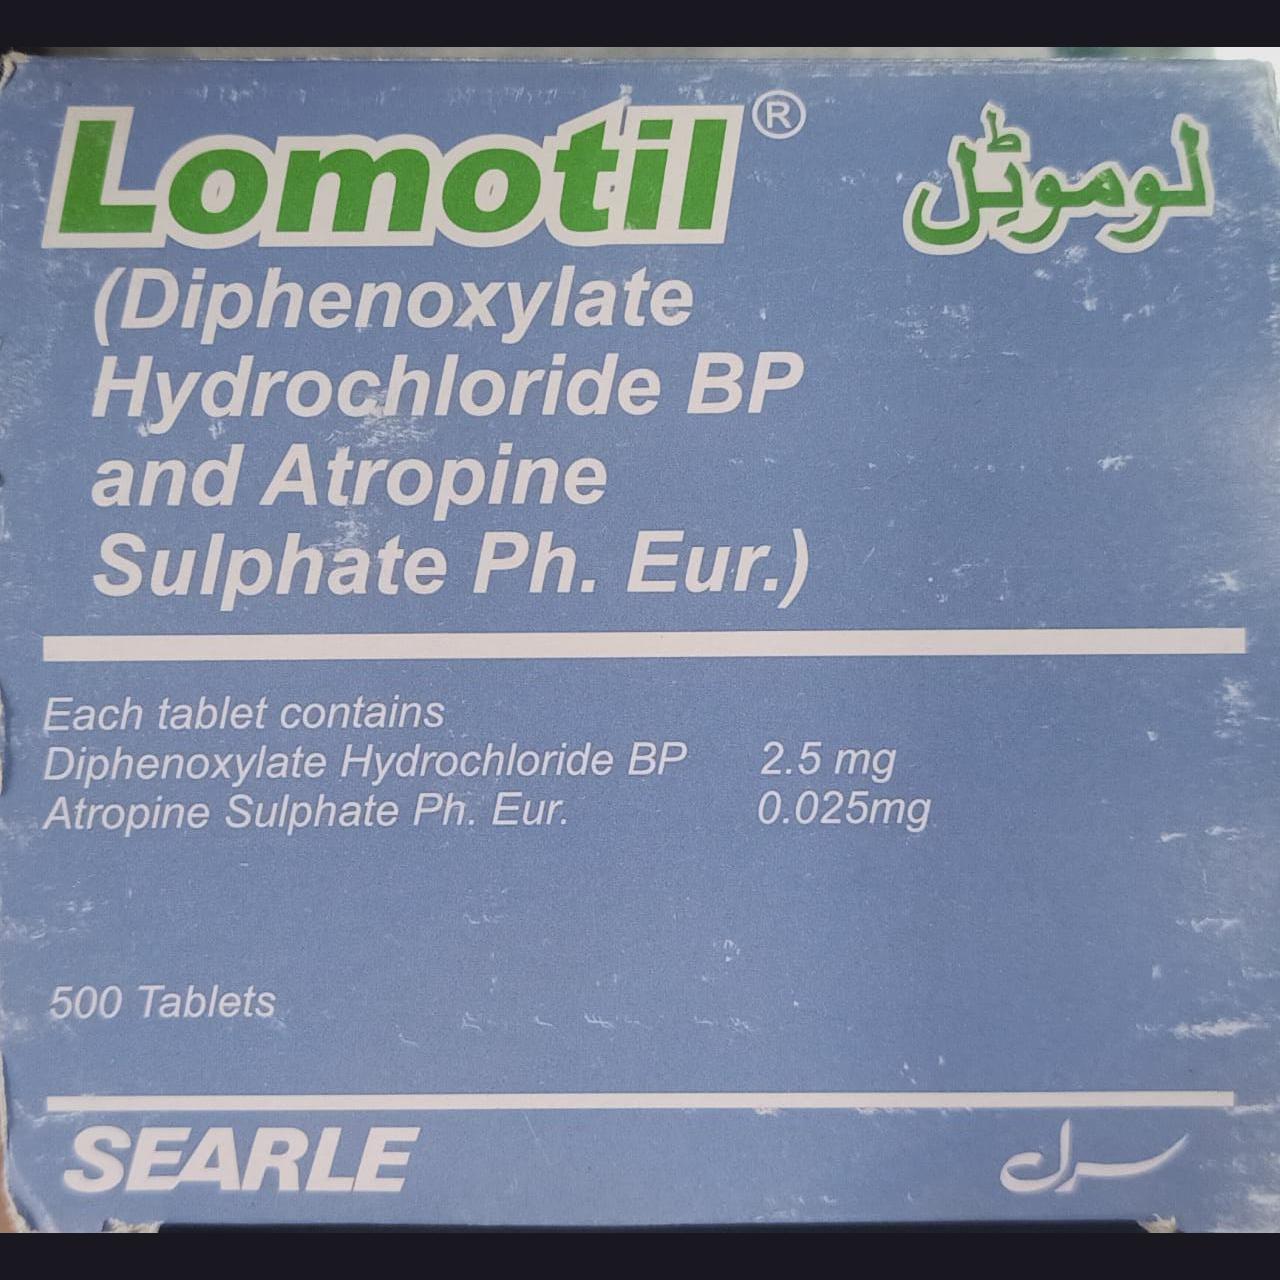 Lomotil® لوموٹِل
(Diphenoxylate
Hydrochloride BP
and Atropine
Sulphate Ph. Eur.)
Each tablet contains
Diphenoxylate Hydrochloride BP 2.5 mg
Atropine Sulphate Ph. Eur. 0.025mg
500 Tablets
SEARLE سرل